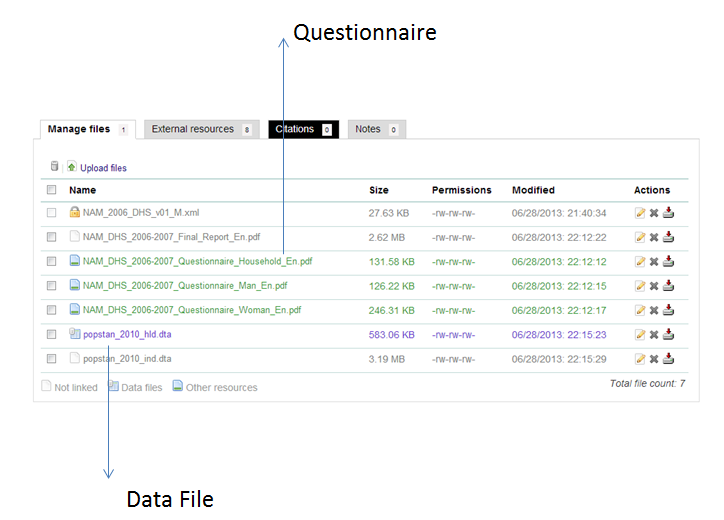 Questionnaire
Manage files 1 External resources 8 Citations 0 Notes 0
Upload files
Name Size Permissions Modified Actions
NAM_2006_DHS_v01_M.xml 27.63 KB -rw-rw-rw- 06/28/2013: 21:40:34
NAM_DHS_2006-2007_Final_Report_En.pdf 2.62 MB -rw-rw-rw- 06/28/2013: 22:12:22
NAM_DHS_2006-2007_Questionnaire_Household_En.pdf 131.58 KB -rw-rw-rw- 06/28/2013: 22:12:12
NAM_DHS_2006-2007_Questionnaire_Man_En.pdf 126.22 KB -rw-rw-rw- 06/28/2013: 22:12:15
NAM_DHS_2006-2007_Questionnaire_Woman_En.pdf 246.31 KB -rw-rw-rw- 06/28/2013: 22:12:17
popstan_2010_hld.dta 583.06 KB -rw-rw-rw- 06/28/2013: 22:15:23
popstan_2010_ind.dta 3.19 MB -rw-rw-rw- 06/28/2013: 22:15:29
Not linked Data files Other resources Total file count: 7
Data File